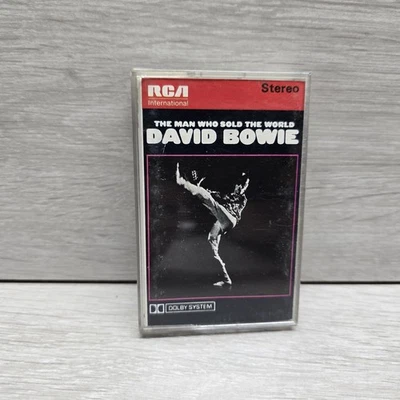 RCA
International
Stereo
THE MAN WHO SOLD THE WORLD
DAVID BOWIE
DOLBY SYSTEM